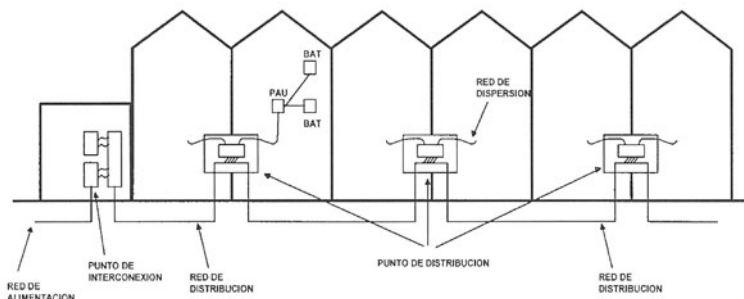 BAT
PAU
BAT
RED DE
DISPERSION
PUNTO DE
INTERCONEXION
RED DE
DISTRIBUCION
PUNTO DE DISTRIBUCION
RED DE
DISTRIBUCION
RED DE
ALIMENTACION